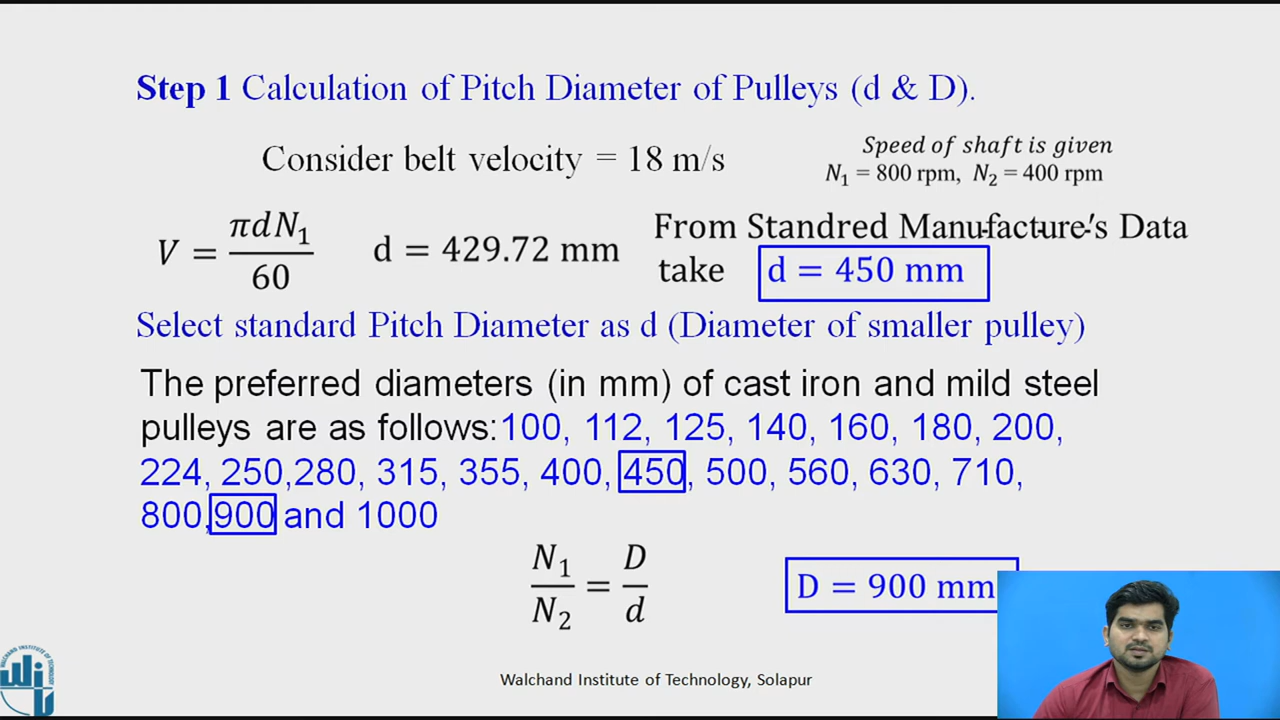 Step 1 Calculation of Pitch Diameter of Pulleys (d & D).
Consider belt velocity = 18 m/s
Speed of shaft is given
N₁ = 800 rpm, N₂ = 400 rpm
V = πdN₁/60
d = 429.72 mm
From Standred Manufacture's Data
take d = 450 mm
Select standard Pitch Diameter as d (Diameter of smaller pulley)
The preferred diameters (in mm) of cast iron and mild steel
pulleys are as follows:100, 112, 125, 140, 160, 180, 200,
224, 250,280, 315, 355, 400, 450, 500, 560, 630, 710,
800,900 and 1000
N₁/N₂ = D/d
D = 900 mm
WALCHAND INSTITUTE OF TECHNOLOGY
Walchand Institute of Technology, Solapur